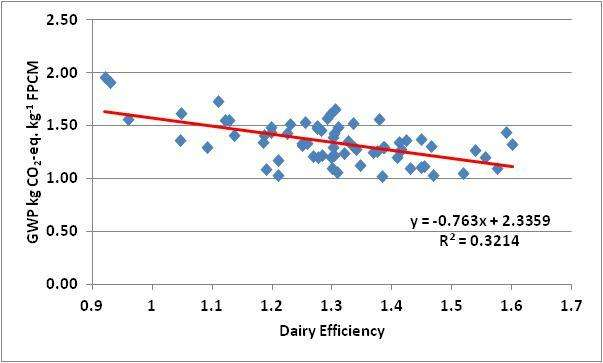 2.50
2.00
1.50
1.00
0.50
0.00
GWP kg CO₂-eq. kg⁻¹ FPCM
y = -0.763x + 2.3359
R² = 0.3214
0.9 1 1.1 1.2 1.3 1.4 1.5 1.6 1.7
Dairy Efficiency